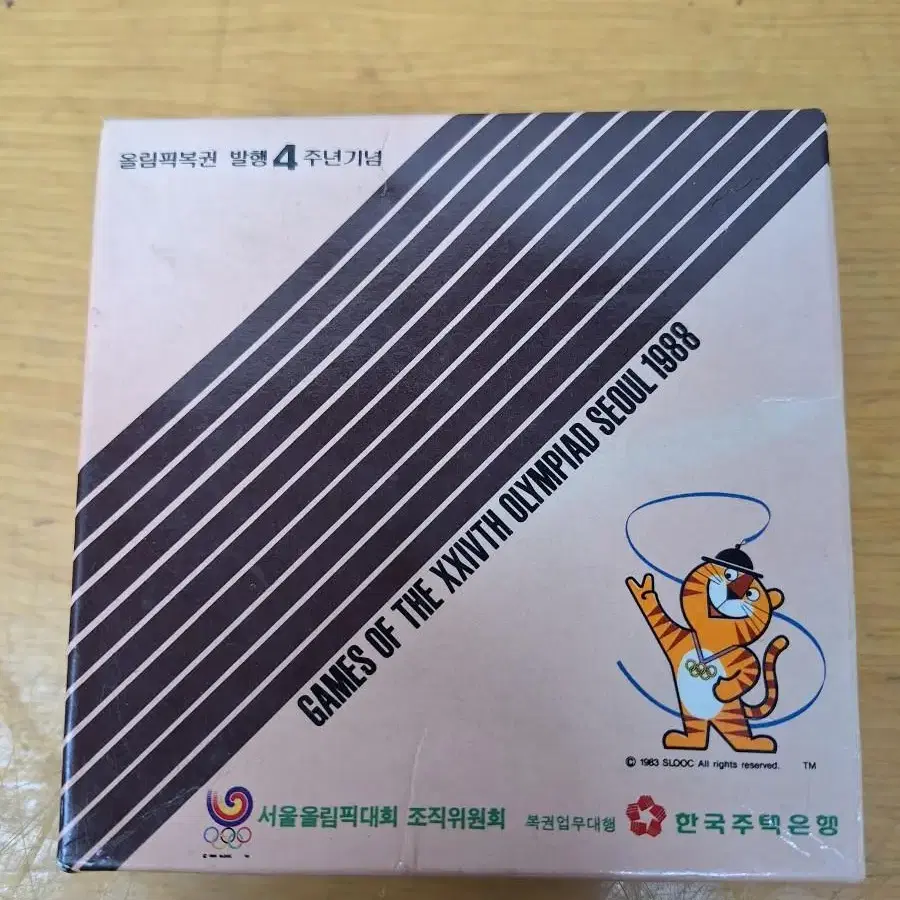 올림픽복권 발행 4 주년기념
GAMES OF THE XXIVTH OLYMPIAD SEOUL 1988
© 1983 SLOOC All rights reserved. TM
서울올림픽대회 조직위원회
복권업무대행 한국주택은행